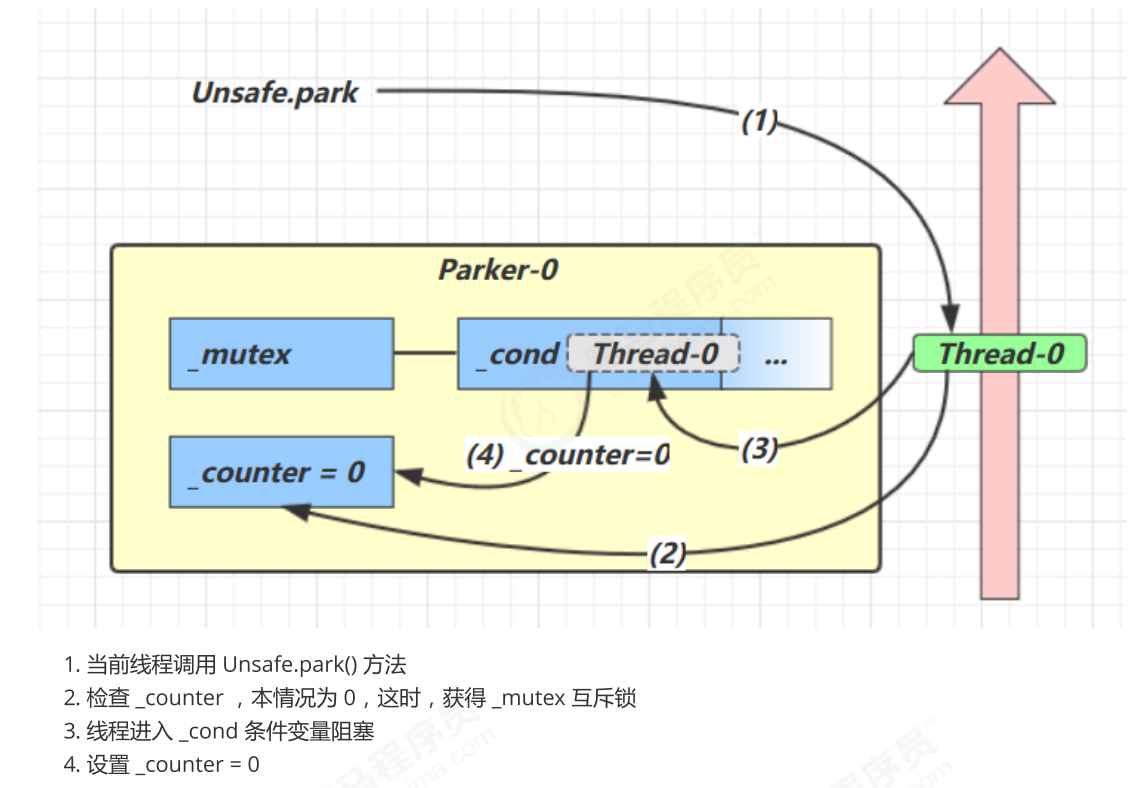 Unsafe.park
(1)
Parker-0
_mutex
_cond
Thread-0
...
Thread-0
(4) _counter=0
(3)
_counter = 0
(2)
1. 当前线程调用 Unsafe.park() 方法
2. 检查 _counter ，本情况为 0，这时，获得 _mutex 互斥锁
3. 线程进入 _cond 条件变量阻塞
4. 设置 _counter = 0